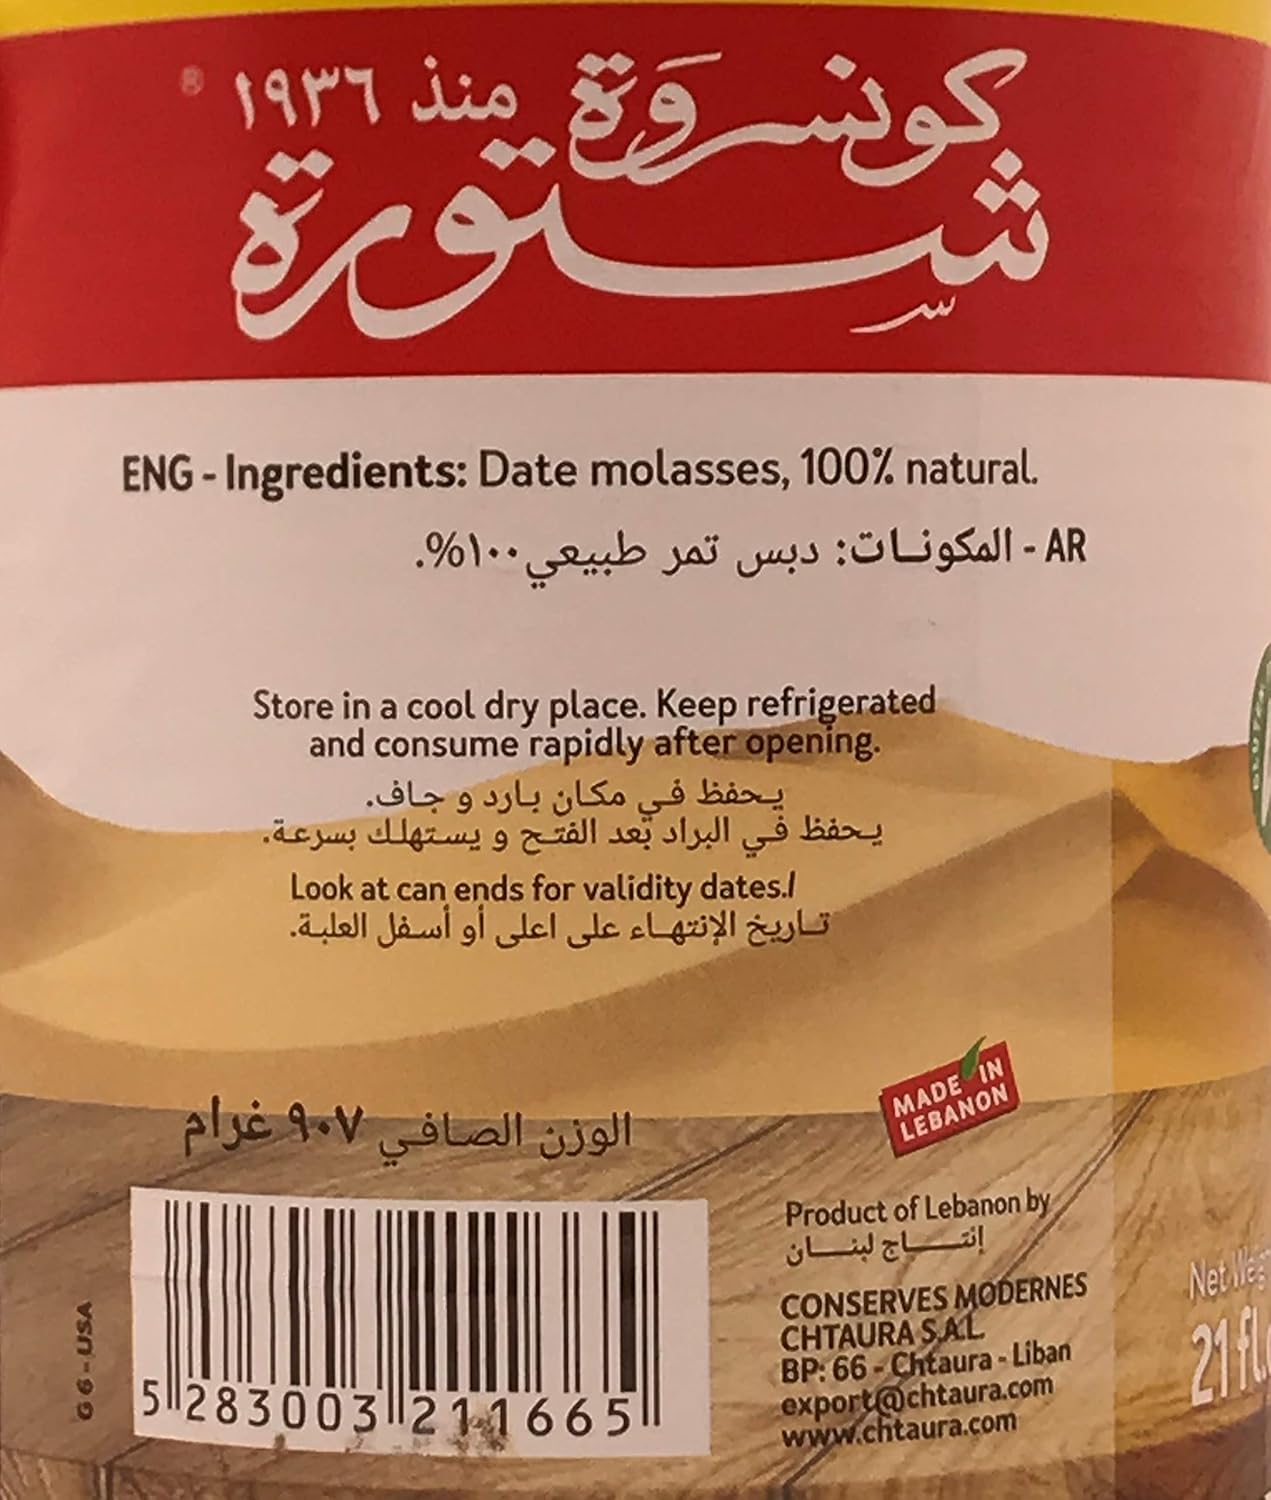 كونسروة
منذ ١٩٣٦ ®
شتورة
ENG - Ingredients: Date molasses, 100% natural.
AR - المكونات: دبس تمر طبيعي ١٠٠%.
Store in a cool dry place. Keep refrigerated
and consume rapidly after opening.
يحفظ في مكان بارد و جاف.
يحفظ في البراد بعد الفتح و يستهلك بسرعة.
Look at can ends for validity dates./
تاريخ الإنتهاء على اعلى أو أسفل العلبة.
MADE IN
LEBANON
الوزن الصافي ٩٠٧ غرام
5 283003 211665
G6-USA
Product of Lebanon by
إنتاج لبنان
CONSERVES MODERNES
CHTAURA S.A.L.
BP: 66 - Chtaura - Liban
export@chtaura.com
www.chtaura.com
Net
21 fl.